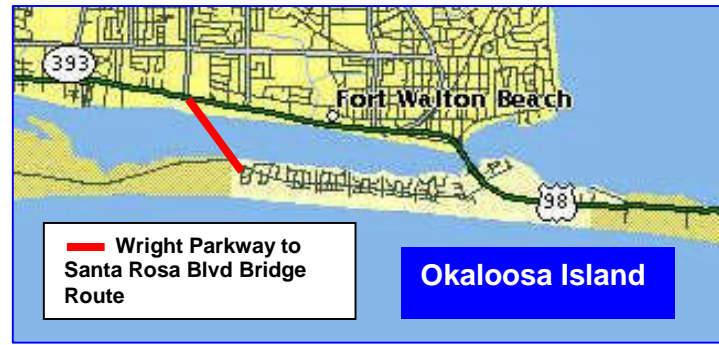 393
Fort Walton Beach
98
Wright Parkway to
Santa Rosa Blvd Bridge
Route
Okaloosa Island